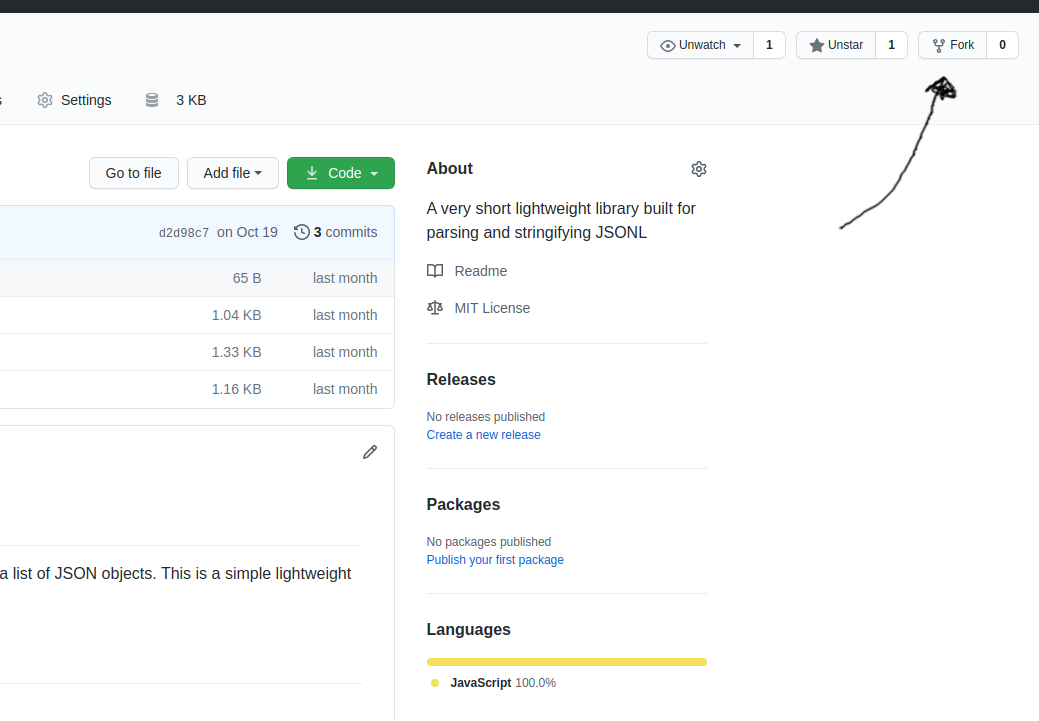 Unwatch 1 Unstar 1 Fork 0
s Settings 3 KB
Go to file Add file Code
d2d98c7 on Oct 19 3 commits
65 B last month
1.04 KB last month
1.33 KB last month
1.16 KB last month
a list of JSON objects. This is a simple lightweight
About
A very short lightweight library built for
parsing and stringifying JSONL
Readme
MIT License
Releases
No releases published
Create a new release
Packages
No packages published
Publish your first package
Languages
JavaScript 100.0%